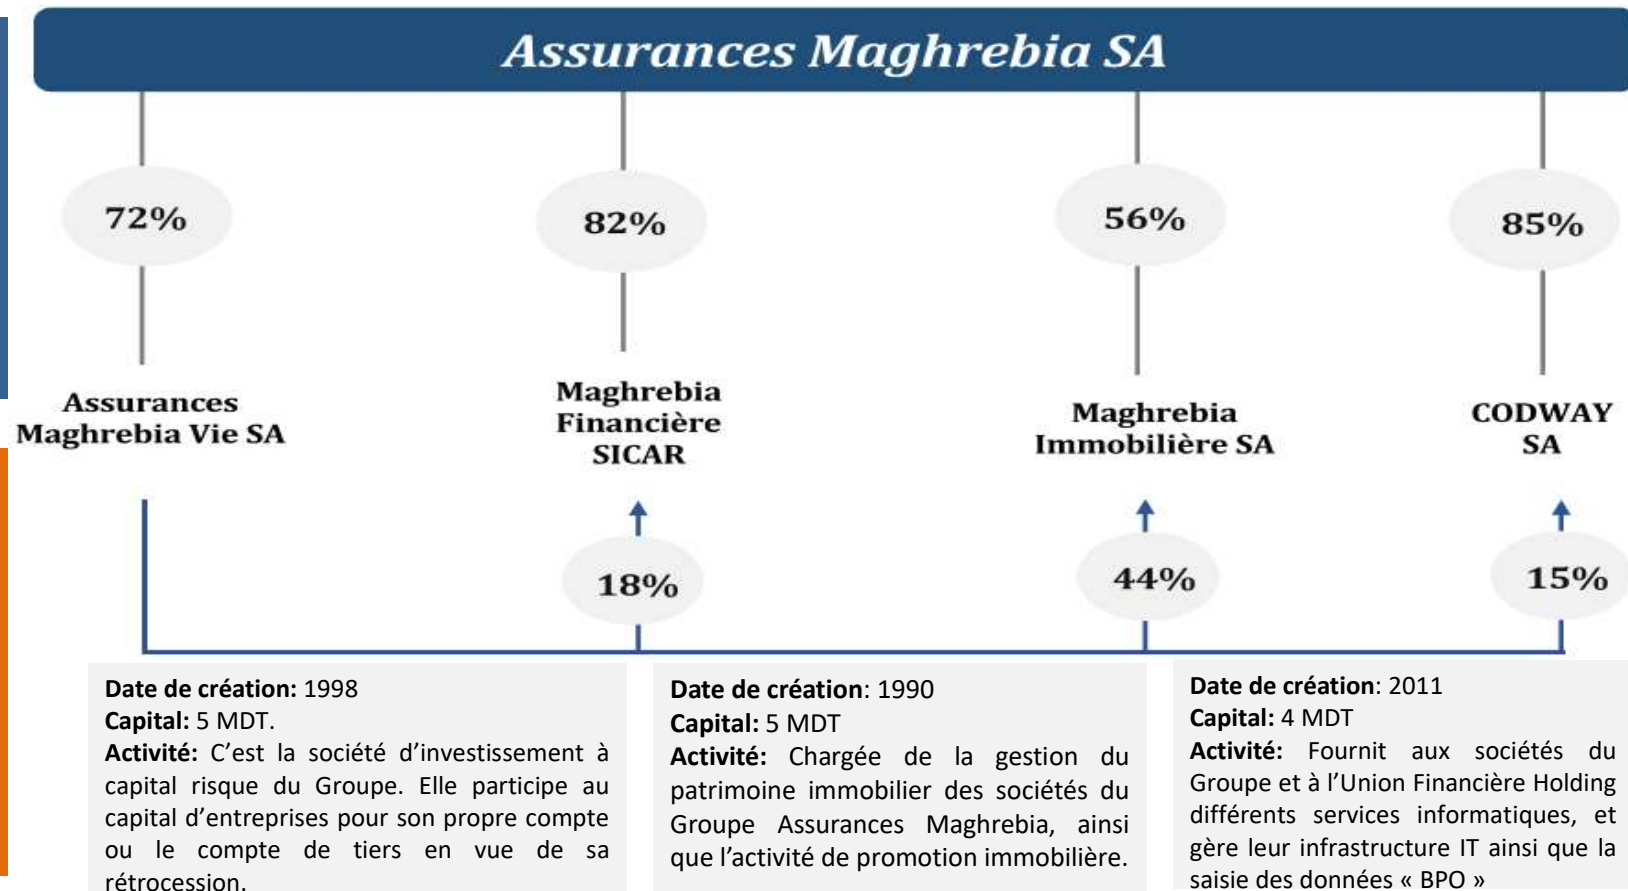 Assurances Maghrebia SA
72%
82%
56%
85%
Assurances
Maghrebia Vie SA
Maghrebia
Financière
SICAR
Maghrebia
Immobilière SA
CODWAY
SA
18%
44%
15%
Date de création: 1998
Capital: 5 MDT.
Activité: C’est la société d’investissement à
capital risque du Groupe. Elle participe au
capital d’entreprises pour son propre compte
ou le compte de tiers en vue de sa
rétrocession.
Date de création: 1990
Capital: 5 MDT
Activité: Chargée de la gestion du
patrimoine immobilier des sociétés du
Groupe Assurances Maghrebia, ainsi
que l’activité de promotion immobilière.
Date de création: 2011
Capital: 4 MDT
Activité: Fournit aux sociétés du
Groupe et à l’Union Financière Holding
différents services informatiques, et
gère leur infrastructure IT ainsi que la
saisie des données « BPO »